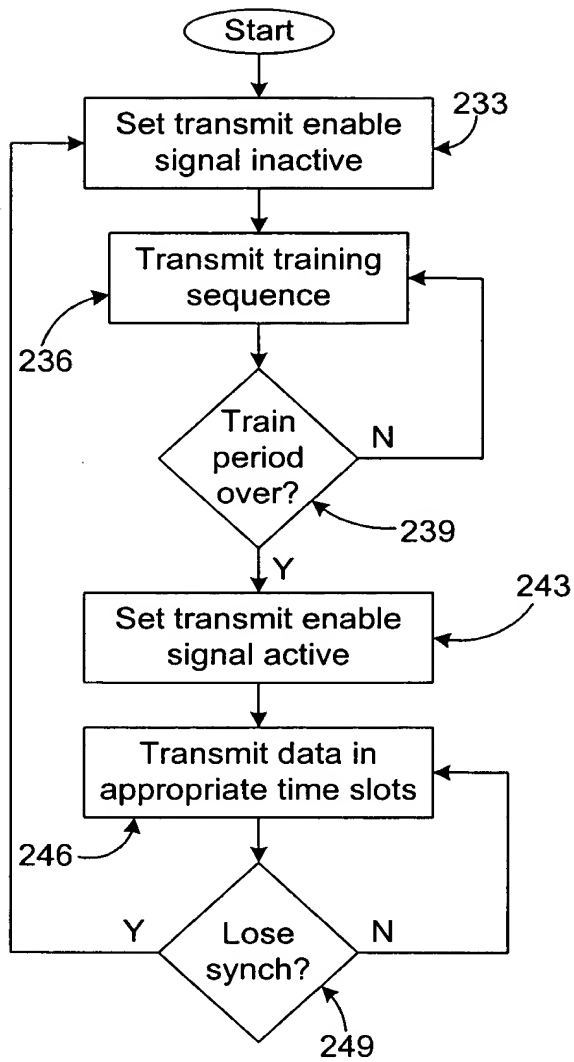 Start
233
Set transmit enable
signal inactive
Transmit training
sequence
236
Train
period
over?
N
239
Y
243
Set transmit enable
signal active
Transmit data in
appropriate time slots
246
Y
Lose
synch?
N
249